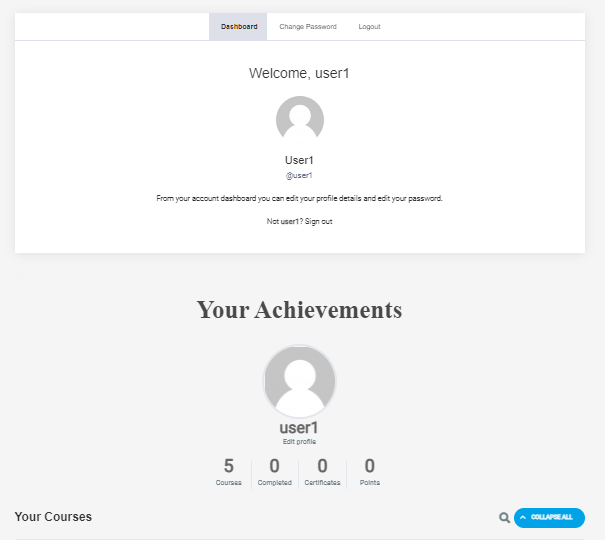 Dashboard Change Password Logout
Welcome, user1
User1
@user1
From your account dashboard you can edit your profile details and edit your password.
Not user1? Sign out
Your Achievements
user1
Edit profile
5 0 0 0
Courses Completed Certificates Points
Your Courses COLLAPSE ALL